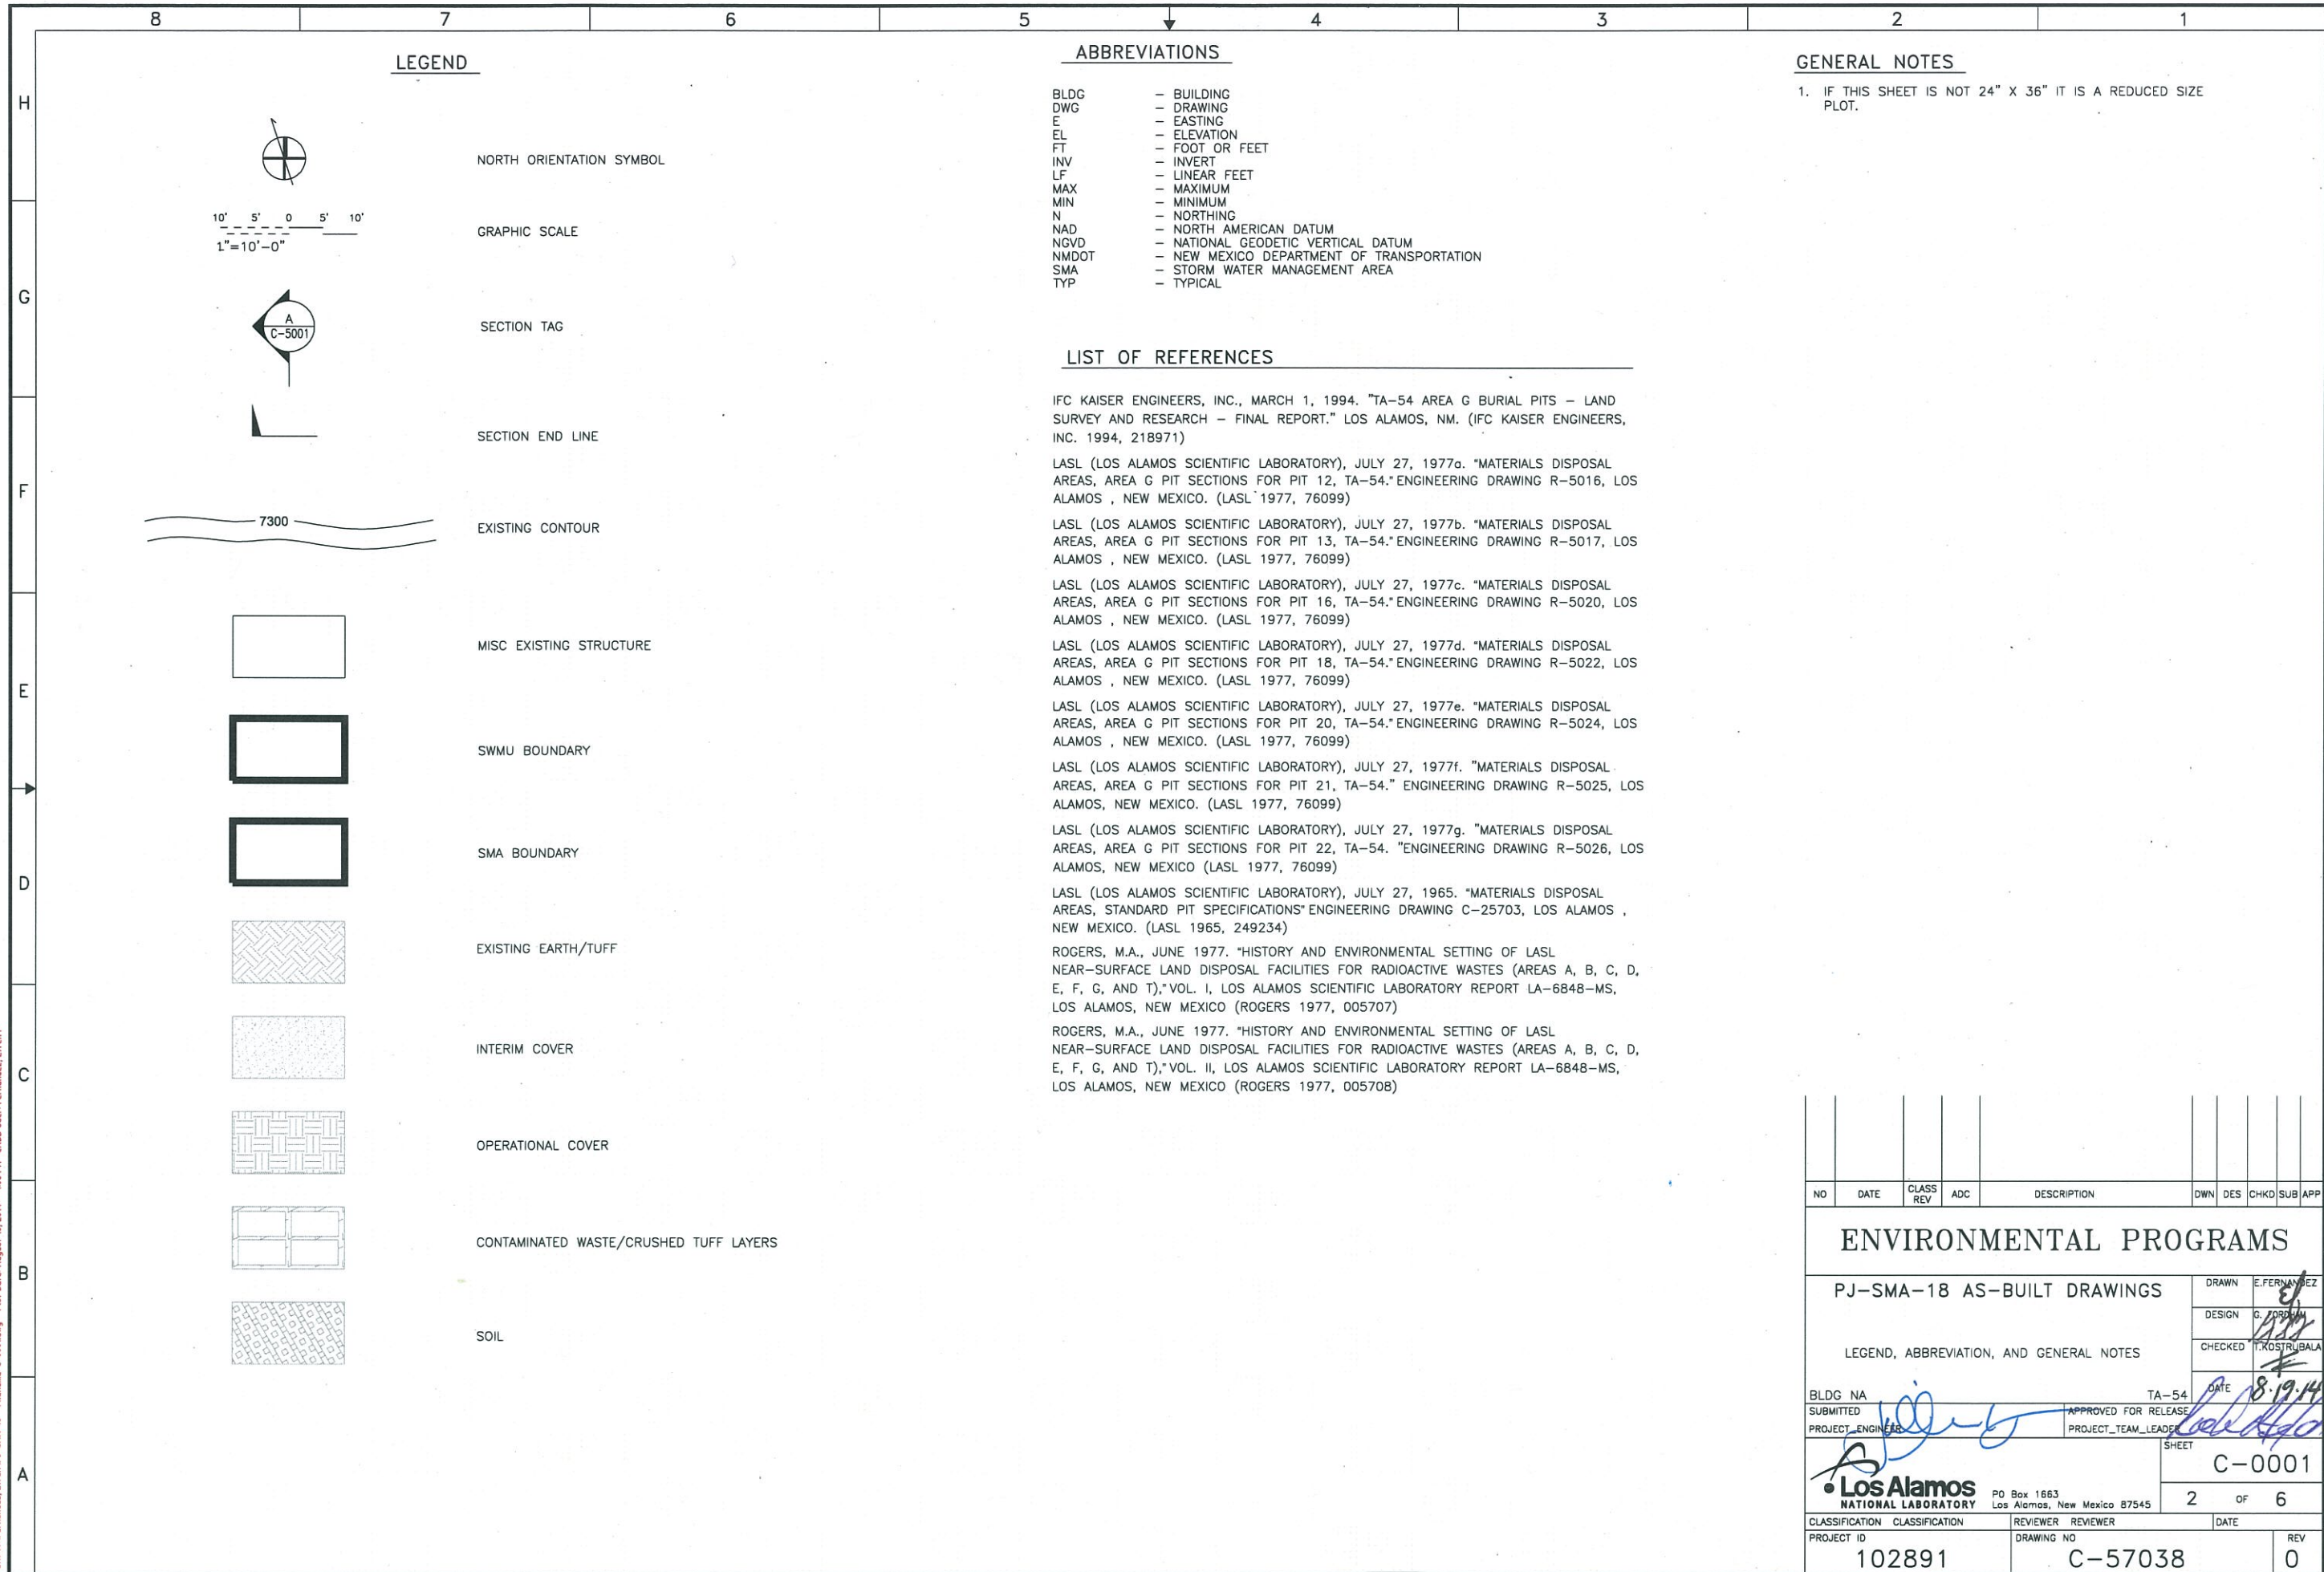 8 7 6 5 4 3 2 1
H
G
F
E
D
C
B
A
LEGEND
NORTH ORIENTATION SYMBOL
10' 5' 0 5' 10'
1"=10'-0"
GRAPHIC SCALE
A
C-5001
SECTION TAG
SECTION END LINE
7300
EXISTING CONTOUR
MISC EXISTING STRUCTURE
SWMU BOUNDARY
SMA BOUNDARY
EXISTING EARTH/TUFF
INTERIM COVER
OPERATIONAL COVER
CONTAMINATED WASTE/CRUSHED TUFF LAYERS
SOIL
ABBREVIATIONS
BLDG – BUILDING
DWG – DRAWING
E – EASTING
EL – ELEVATION
FT – FOOT OR FEET
INV – INVERT
LF – LINEAR FEET
MAX – MAXIMUM
MIN – MINIMUM
N – NORTHING
NAD – NORTH AMERICAN DATUM
NGVD – NATIONAL GEODETIC VERTICAL DATUM
NMDOT – NEW MEXICO DEPARTMENT OF TRANSPORTATION
SMA – STORM WATER MANAGEMENT AREA
TYP – TYPICAL
LIST OF REFERENCES
IFC KAISER ENGINEERS, INC., MARCH 1, 1994. "TA-54 AREA G BURIAL PITS – LAND
SURVEY AND RESEARCH – FINAL REPORT." LOS ALAMOS, NM. (IFC KAISER ENGINEERS,
INC. 1994, 218971)
LASL (LOS ALAMOS SCIENTIFIC LABORATORY), JULY 27, 1977a. "MATERIALS DISPOSAL
AREAS, AREA G PIT SECTIONS FOR PIT 12, TA-54." ENGINEERING DRAWING R-5016, LOS
ALAMOS , NEW MEXICO. (LASL 1977, 76099)
LASL (LOS ALAMOS SCIENTIFIC LABORATORY), JULY 27, 1977b. "MATERIALS DISPOSAL
AREAS, AREA G PIT SECTIONS FOR PIT 13, TA-54." ENGINEERING DRAWING R-5017, LOS
ALAMOS , NEW MEXICO. (LASL 1977, 76099)
LASL (LOS ALAMOS SCIENTIFIC LABORATORY), JULY 27, 1977c. "MATERIALS DISPOSAL
AREAS, AREA G PIT SECTIONS FOR PIT 16, TA-54." ENGINEERING DRAWING R-5020, LOS
ALAMOS , NEW MEXICO. (LASL 1977, 76099)
LASL (LOS ALAMOS SCIENTIFIC LABORATORY), JULY 27, 1977d. "MATERIALS DISPOSAL
AREAS, AREA G PIT SECTIONS FOR PIT 18, TA-54." ENGINEERING DRAWING R-5022, LOS
ALAMOS , NEW MEXICO. (LASL 1977, 76099)
LASL (LOS ALAMOS SCIENTIFIC LABORATORY), JULY 27, 1977e. "MATERIALS DISPOSAL
AREAS, AREA G PIT SECTIONS FOR PIT 20, TA-54." ENGINEERING DRAWING R-5024, LOS
ALAMOS , NEW MEXICO. (LASL 1977, 76099)
LASL (LOS ALAMOS SCIENTIFIC LABORATORY), JULY 27, 1977f. "MATERIALS DISPOSAL
AREAS, AREA G PIT SECTIONS FOR PIT 21, TA-54." ENGINEERING DRAWING R-5025, LOS
ALAMOS, NEW MEXICO. (LASL 1977, 76099)
LASL (LOS ALAMOS SCIENTIFIC LABORATORY), JULY 27, 1977g. "MATERIALS DISPOSAL
AREAS, AREA G PIT SECTIONS FOR PIT 22, TA-54. "ENGINEERING DRAWING R-5026, LOS
ALAMOS, NEW MEXICO (LASL 1977, 76099)
LASL (LOS ALAMOS SCIENTIFIC LABORATORY), JULY 27, 1965. "MATERIALS DISPOSAL
AREAS, STANDARD PIT SPECIFICATIONS" ENGINEERING DRAWING C-25703, LOS ALAMOS ,
NEW MEXICO. (LASL 1965, 249234)
ROGERS, M.A., JUNE 1977. "HISTORY AND ENVIRONMENTAL SETTING OF LASL
NEAR-SURFACE LAND DISPOSAL FACILITIES FOR RADIOACTIVE WASTES (AREAS A, B, C, D,
E, F, G, AND T)," VOL. I, LOS ALAMOS SCIENTIFIC LABORATORY REPORT LA-6848-MS,
LOS ALAMOS, NEW MEXICO (ROGERS 1977, 005707)
ROGERS, M.A., JUNE 1977. "HISTORY AND ENVIRONMENTAL SETTING OF LASL
NEAR-SURFACE LAND DISPOSAL FACILITIES FOR RADIOACTIVE WASTES (AREAS A, B, C, D,
E, F, G, AND T)," VOL. II, LOS ALAMOS SCIENTIFIC LABORATORY REPORT LA-6848-MS,
LOS ALAMOS, NEW MEXICO (ROGERS 1977, 005708)
GENERAL NOTES
1. IF THIS SHEET IS NOT 24" X 36" IT IS A REDUCED SIZE
PLOT.
NO DATE CLASS REV ADC DESCRIPTION DWN DES CHKD SUB APP
ENVIRONMENTAL PROGRAMS
PJ-SMA-18 AS-BUILT DRAWINGS
LEGEND, ABBREVIATION, AND GENERAL NOTES
DRAWN E.FERNANDEZ
DESIGN G. FORDHAM
CHECKED T.KOSTRUBALA
DATE 8.19.14
BLDG NA TA-54
SUBMITTED
PROJECT_ENGINEER
APPROVED FOR RELEASE
PROJECT_TEAM_LEADER
SHEET
C-0001
2 OF 6
Los Alamos
NATIONAL LABORATORY
PO Box 1663
Los Alamos, New Mexico 87545
CLASSIFICATION CLASSIFICATION REVIEWER REVIEWER DATE
PROJECT ID 102891
DRAWING NO C-57038
REV 0